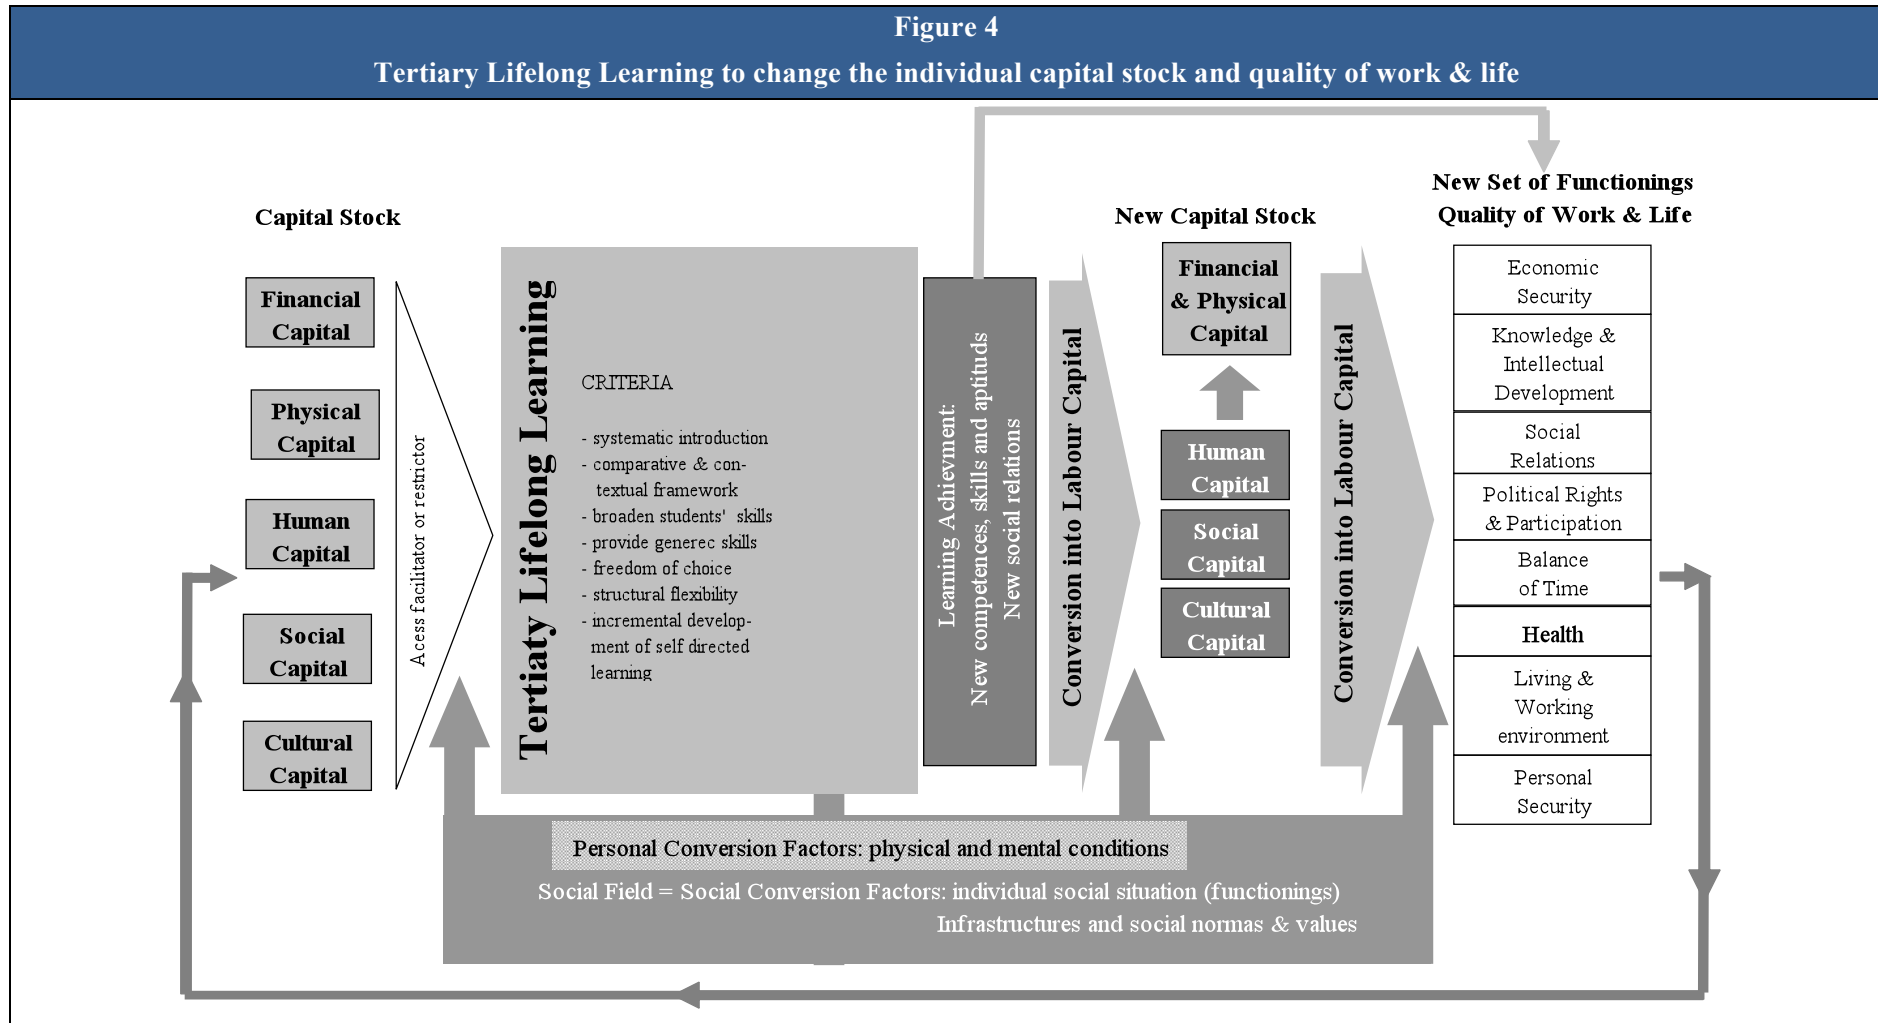 Figure 4
Tertiary Lifelong Learning to change the individual capital stock and quality of work & life
Capital Stock
Financial
Capital
Physical
Capital
Human
Capital
Social
Capital
Cultural
Capital
Acess facilitator or restrictor
Tertiaty Lifelong Learning
CRITERIA
- systematic introduction
- comparative & con-
textual framework
- broaden students' skills
- provide generec skills
- freedom of choice
- structural flexibility
- incremental develop-
ment of self directed
learning
Learning Achievment:
New competences, skills and aptituds
New social relations
Conversion into Labour Capital
New Capital Stock
Financial
& Physical
Capital
Human
Capital
Social
Capital
Cultural
Capital
Conversion into Labour Capital
New Set of Functionings
Quality of Work & Life
Economic
Security
Knowledge &
Intellectual
Development
Social
Relations
Political Rights
& Participation
Balance
of Time
Health
Living &
Working
environment
Personal
Security
Personal Conversion Factors: physical and mental conditions
Social Field = Social Conversion Factors: individual social situation (functionings)
Infrastructures and social normas & values